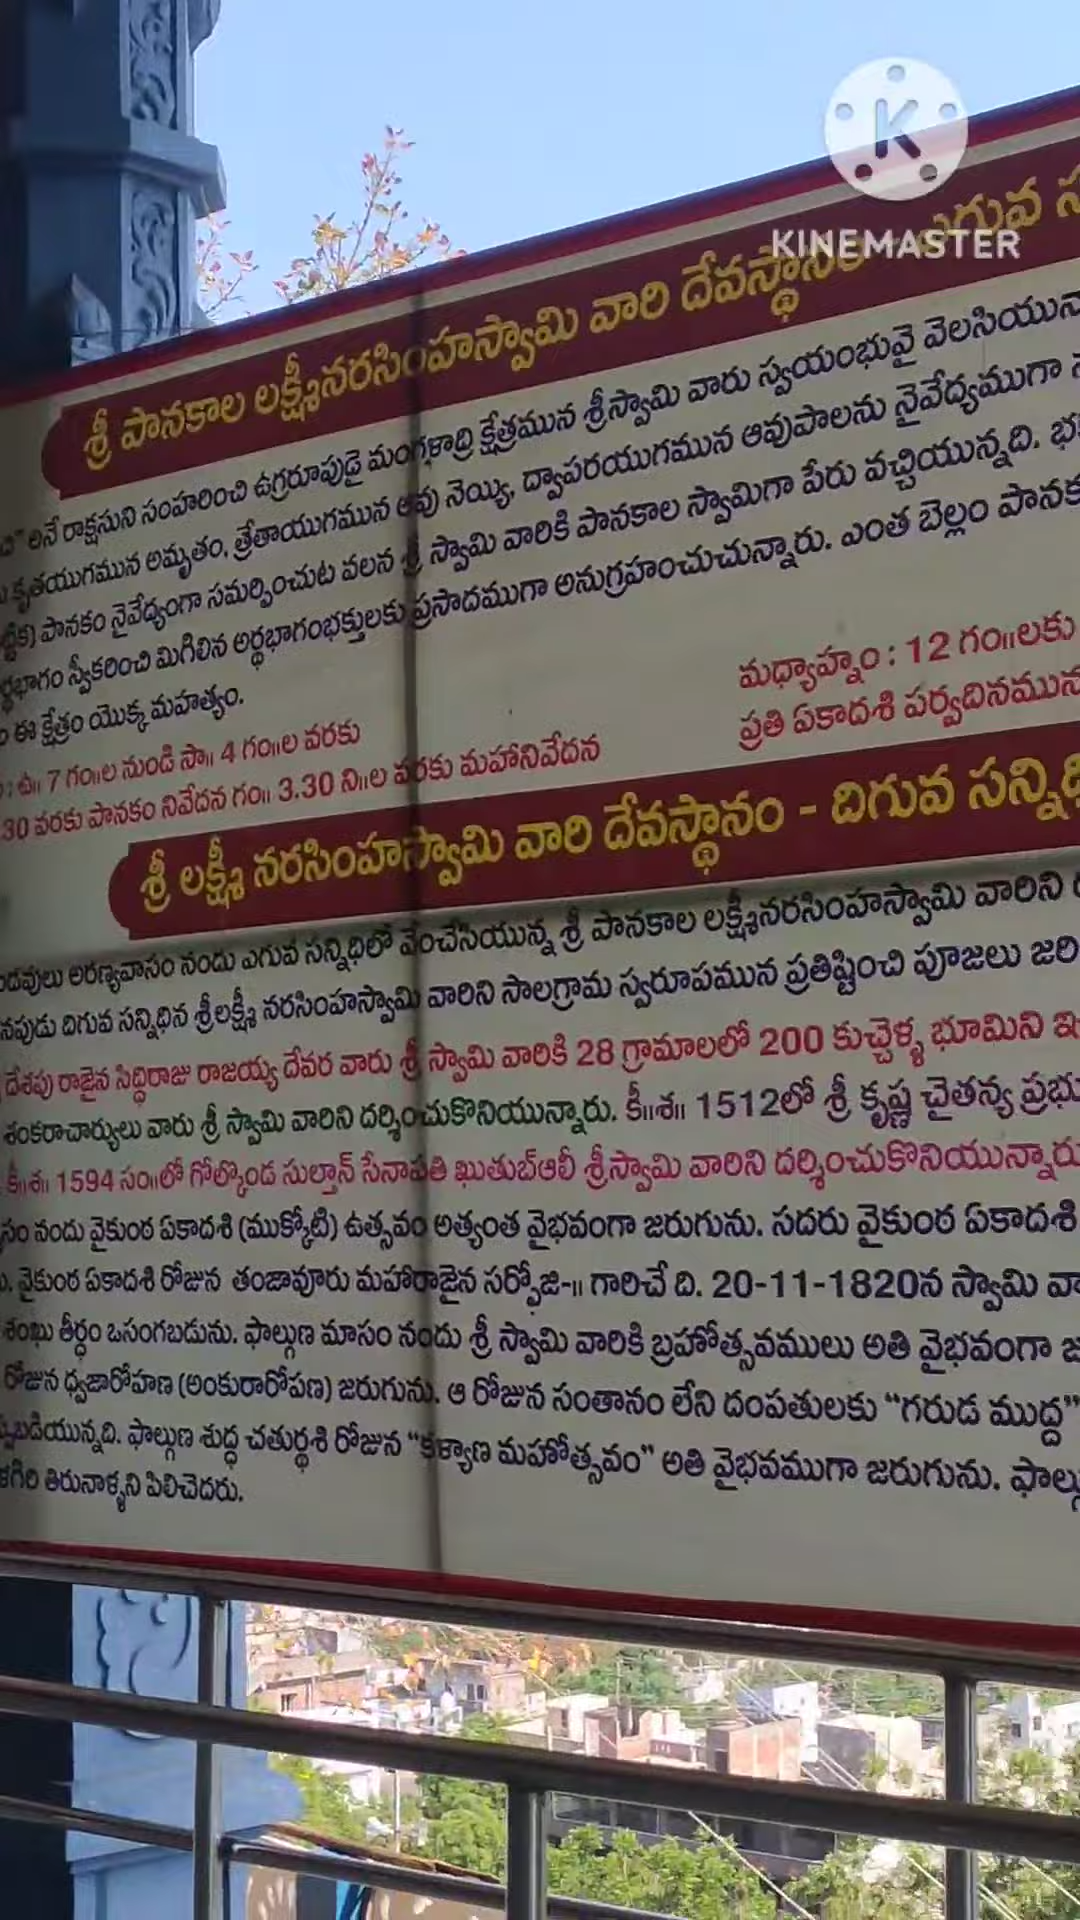 KINEMASTER
శ్రీ పానకాల లక్ష్మీనరసింహస్వామి వారి దేవస్థానం ఎగువ స
అనే రాక్షసుని సంహరించి ఉగ్రరూపుడై మంగళాద్రి క్షేత్రమున శ్రీస్వామి వారు స్వయంభువై వెలసియున్నా
కృతయుగమున అమృతం, త్రేతాయుగమున ఆవు నెయ్యి, ద్వాపరయుగమున ఆవుపాలను నైవేద్యముగా
పానకం నైవేద్యంగా సమర్పించుట వలన శ్రీ స్వామి వారికి పానకాల స్వామిగా పేరు వచ్చియున్నది. భక
స్వీకరించి మిగిలిన అర్థభాగంభక్తులకు ప్రసాదముగా అనుగ్రహించుచున్నారు. ఎంత బెల్లం పానక
ఈ క్షేత్రం యొక్క మహత్యం.
మధ్యాహ్నం : 12 గం॥లకు
: ఉ॥ 7 గం॥ల నుండి సా॥ 4 గం॥ల వరకు
ప్రతి ఏకాదశి పర్వదినమున
30 వరకు పానకం నివేదన గం॥ 3.30 ని॥ల వరకు మహానివేదన
శ్రీ లక్ష్మీ నరసింహస్వామి వారి దేవస్థానం - దిగువ సన్నిధి
డవులు అరణ్యవాసం నందు ఎగువ సన్నిధిలో వేంచేసియున్న శ్రీ పానకాల లక్ష్మీనరసింహస్వామి వారిని
నపుడు దిగువ సన్నిధిన శ్రీలక్ష్మీ నరసింహస్వామి వారిని సాలగ్రామ స్వరూపమున ప్రతిష్టించి పూజలు జరి
దేశపు రాజైన సిద్ధిరాజు రాజయ్య దేవర వారు శ్రీ స్వామి వారికి 28 గ్రామాలలో 200 కుచ్చెళ్ళ భూమిని ఇ
శంకరాచార్యులు వారు శ్రీ స్వామి వారిని దర్శించుకొనియున్నారు. క్రీ॥శ॥ 1512లో శ్రీ కృష్ణ చైతన్య ప్రభు
క్రీ॥శ॥ 1594 సం॥లో గోల్కొండ సుల్తాన్ సేనాపతి ఖుతుబ్ఆలీ శ్రీస్వామి వారిని దర్శించుకొనియున్నారు
సం నందు వైకుంఠ ఏకాదశి (ముక్కోటి) ఉత్సవం అత్యంత వైభవంగా జరుగును. సదరు వైకుంఠ ఏకాదశి
వైకుంఠ ఏకాదశి రోజున తంజావూరు మహారాజైన సర్ఫోజి-॥ గారిచే ది. 20-11-1820న స్వామి వా
శంఖు తీర్థం ఒసంగబడును. ఫాల్గుణ మాసం నందు శ్రీ స్వామి వారికి బ్రహోత్సవములు అతి వైభవంగా జ
రోజున ధ్వజారోహణ (అంకురారోపణ) జరుగును. ఆ రోజున సంతానం లేని దంపతులకు "గరుడ ముద్ద"
బడియున్నది. ఫాల్గుణ శుద్ధ చతుర్థశి రోజున "కళ్యాణ మహోత్సవం" అతి వైభవముగా జరుగును. ఫాల్గు
గిరి తిరునాళ్ళని పిలిచెదరు.